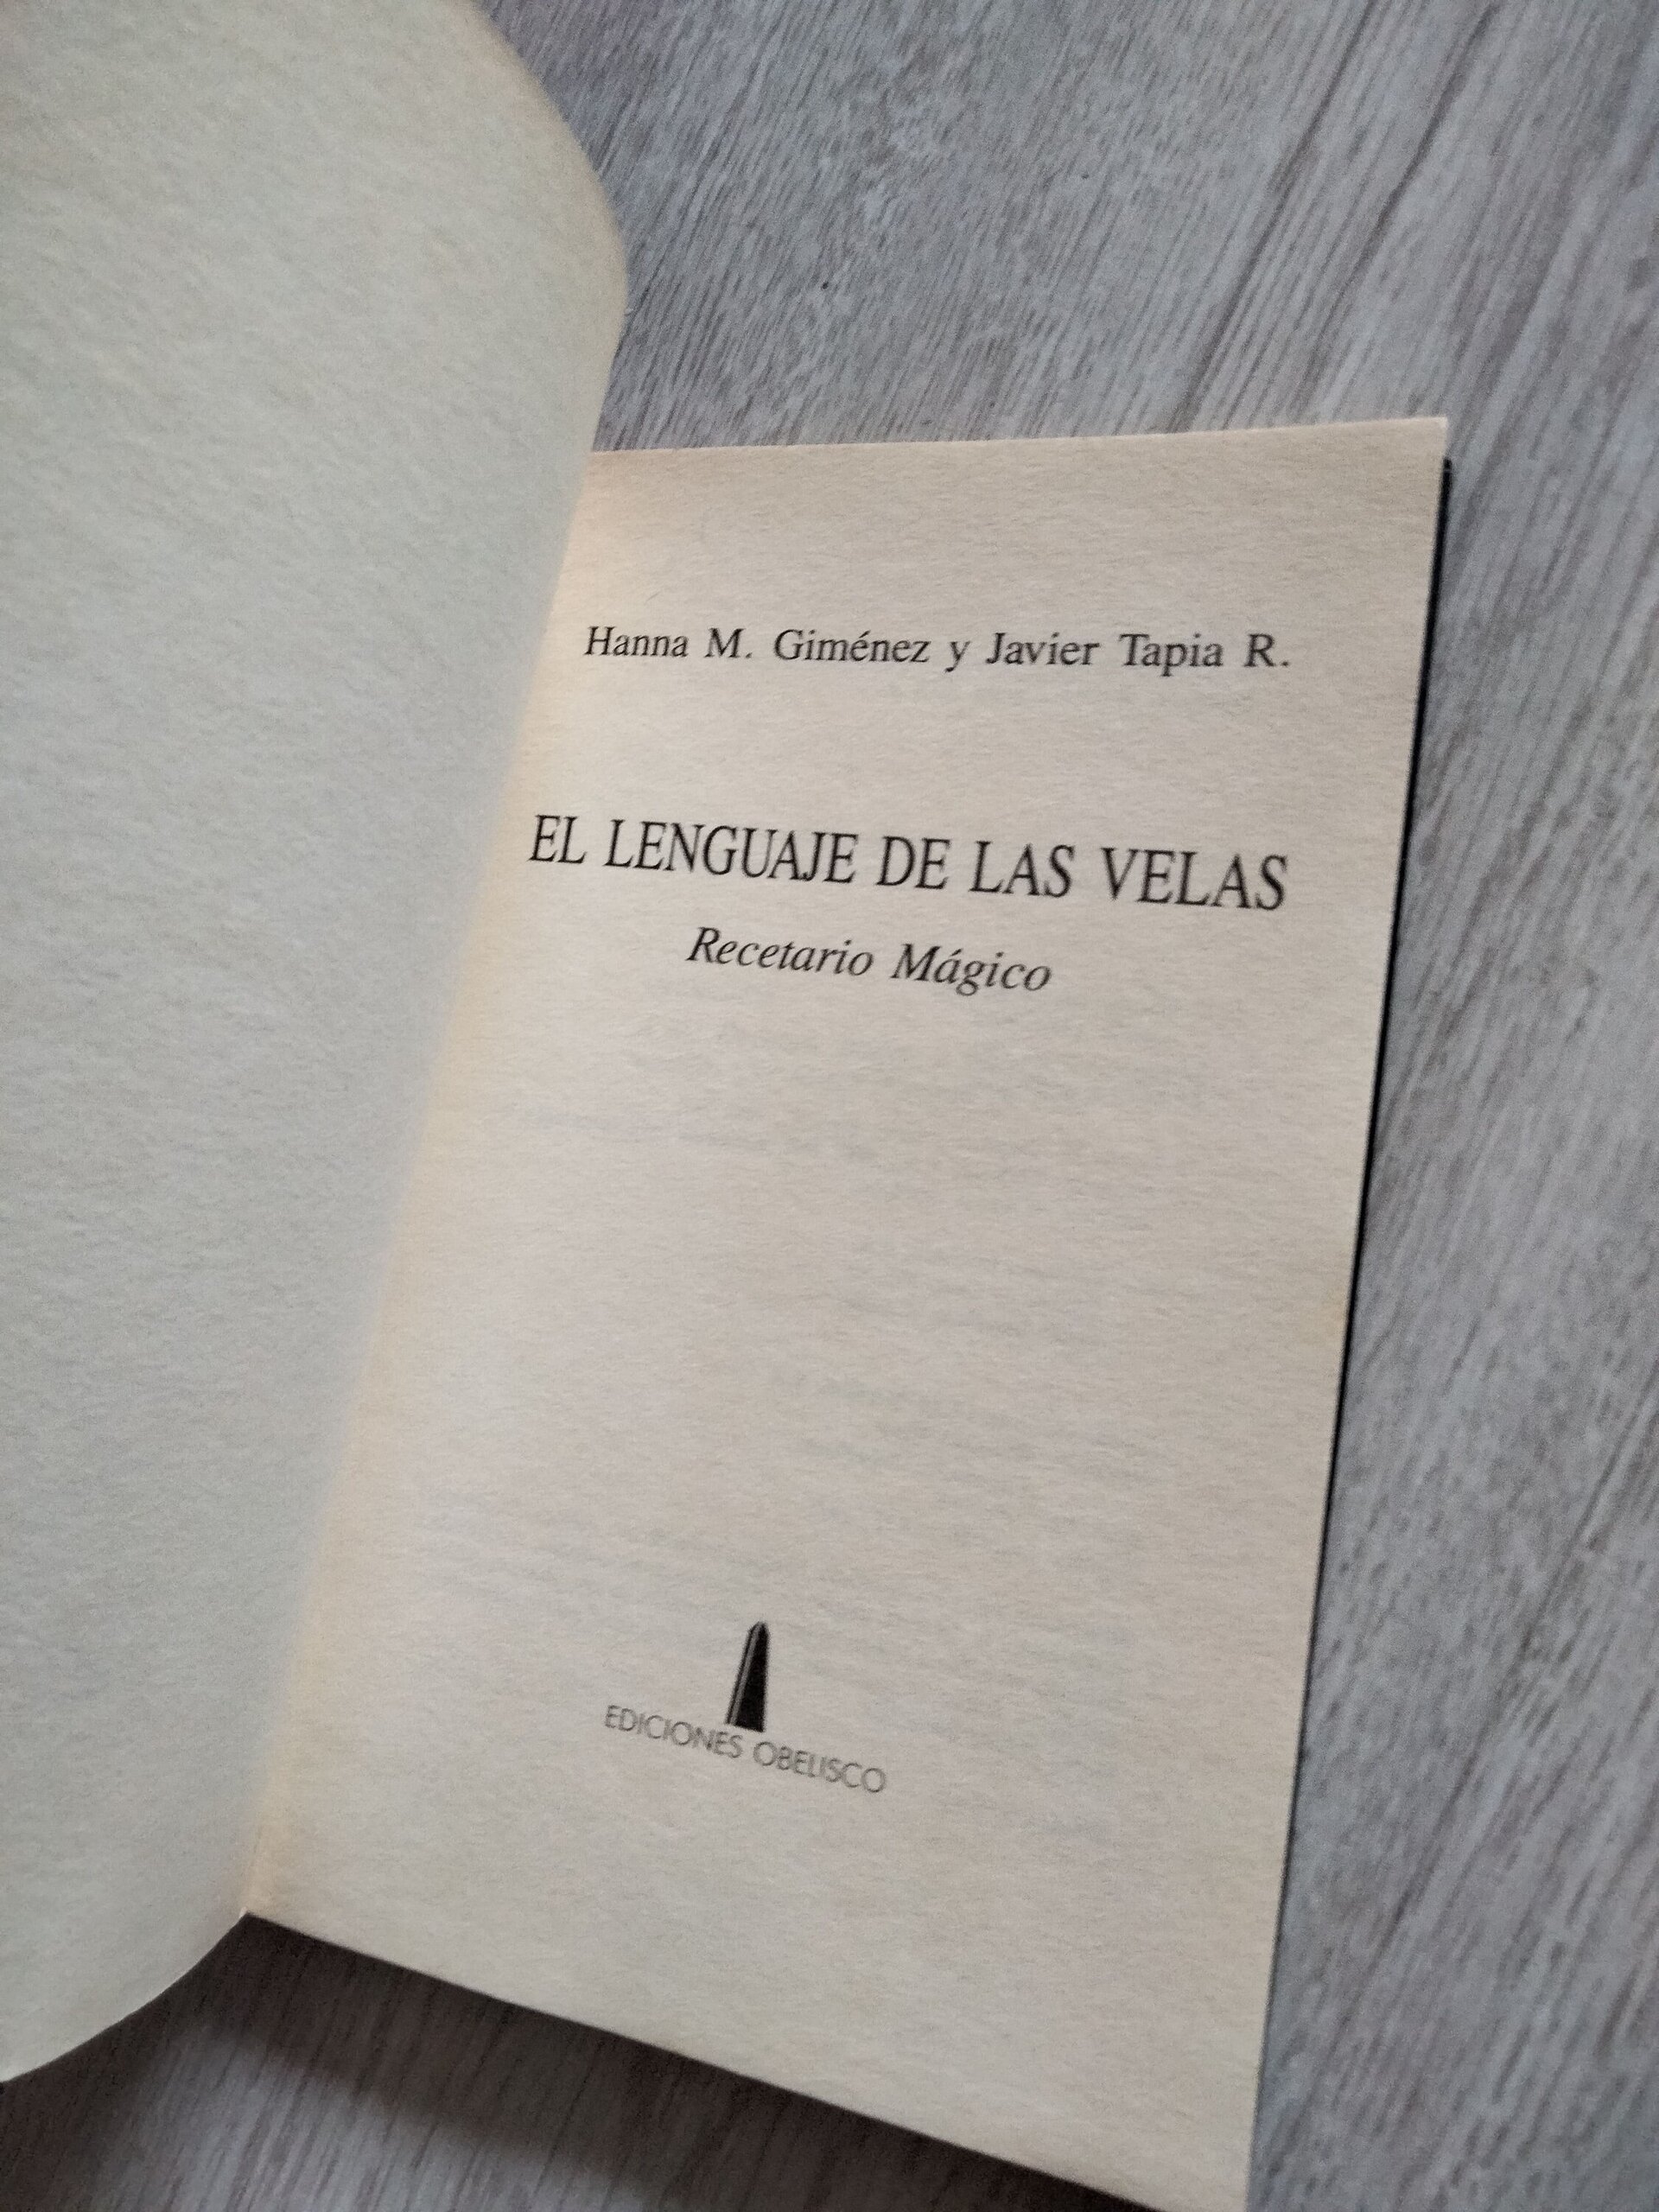 Hanna M. Giménez y Javier Tapia R.
EL LENGUAJE DE LAS VELAS
Recetario Mágico
EDICIONES OBELISCO